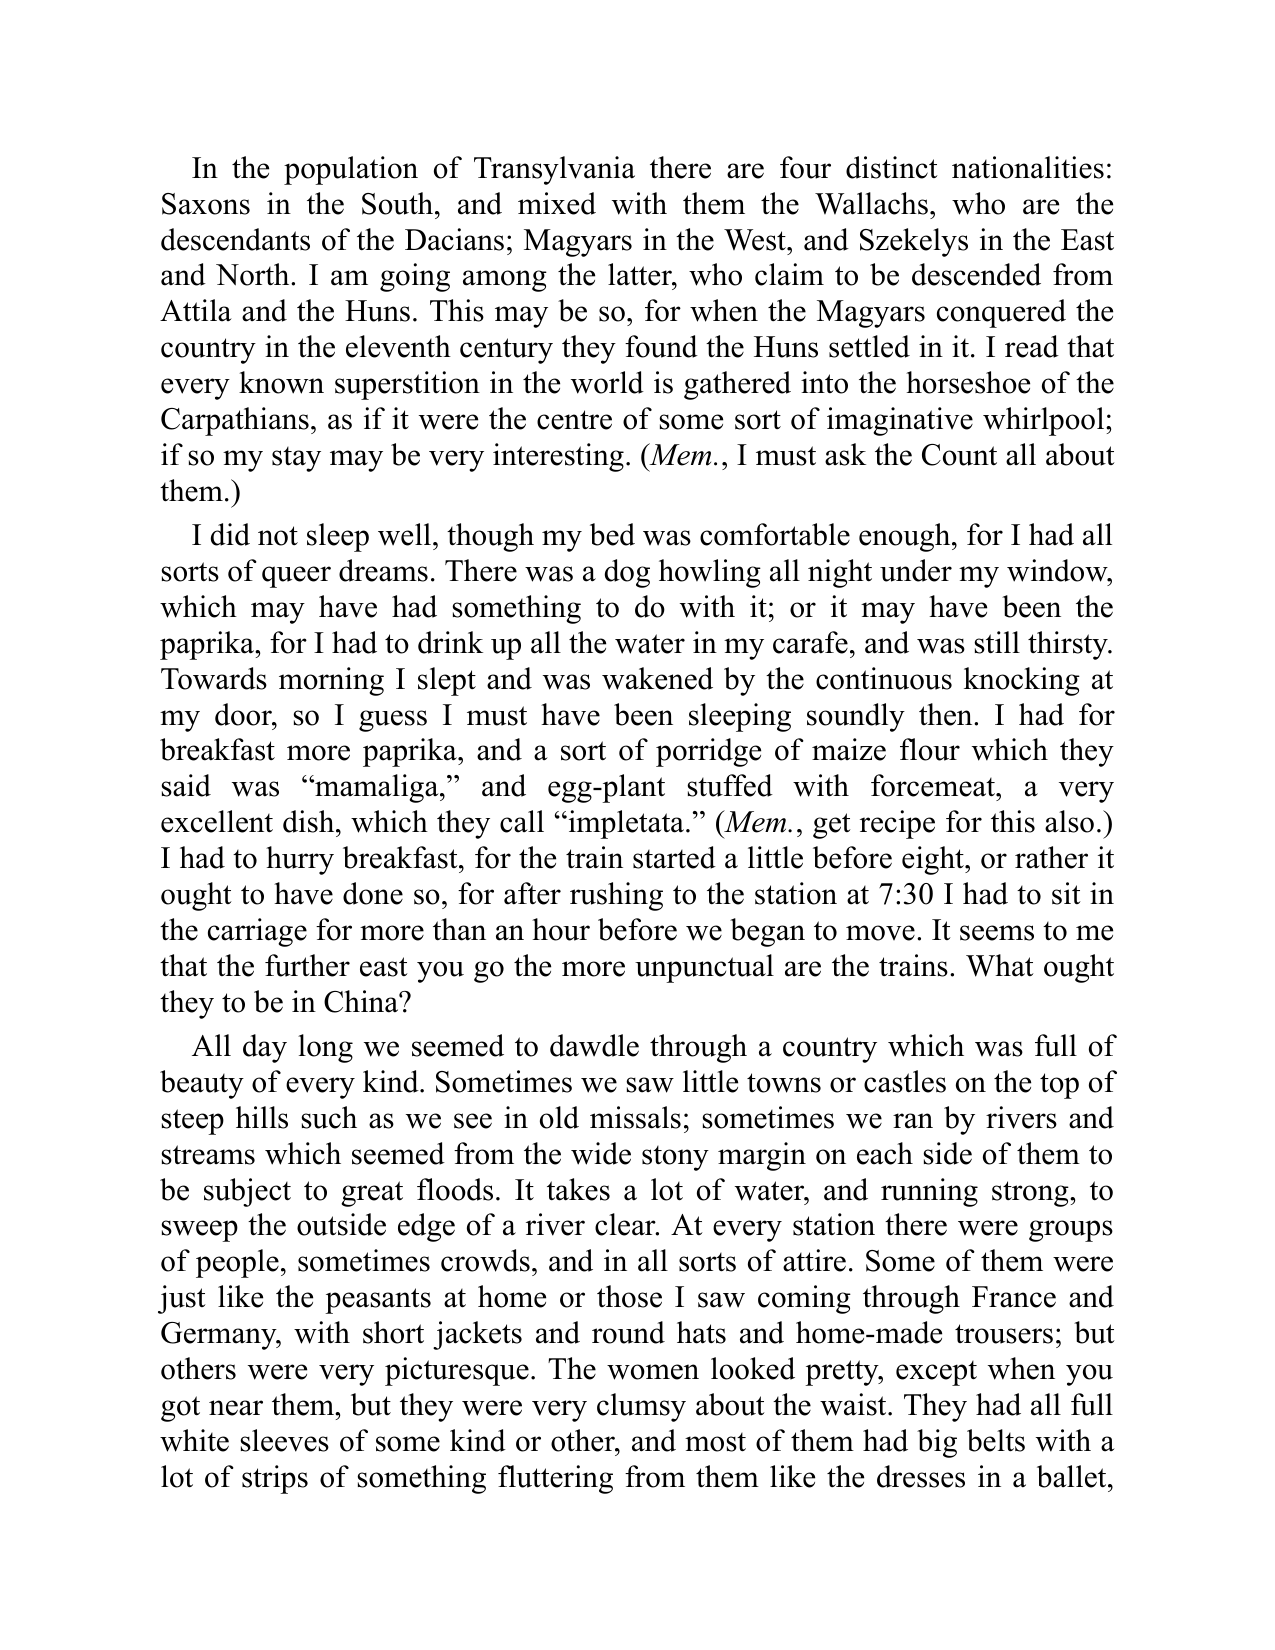 In the population of Transylvania there are four distinct nationalities:
Saxons in the South, and mixed with them the Wallachs, who are the
descendants of the Dacians; Magyars in the West, and Szekelys in the East
and North. I am going among the latter, who claim to be descended from
Attila and the Huns. This may be so, for when the Magyars conquered the
country in the eleventh century they found the Huns settled in it. I read that
every known superstition in the world is gathered into the horseshoe of the
Carpathians, as if it were the centre of some sort of imaginative whirlpool;
if so my stay may be very interesting. (Mem., I must ask the Count all about
them.)
I did not sleep well, though my bed was comfortable enough, for I had all
sorts of queer dreams. There was a dog howling all night under my window,
which may have had something to do with it; or it may have been the
paprika, for I had to drink up all the water in my carafe, and was still thirsty.
Towards morning I slept and was wakened by the continuous knocking at
my door, so I guess I must have been sleeping soundly then. I had for
breakfast more paprika, and a sort of porridge of maize flour which they
said was “mamaliga,” and egg-plant stuffed with forcemeat, a very
excellent dish, which they call “impletata.” (Mem., get recipe for this also.)
I had to hurry breakfast, for the train started a little before eight, or rather it
ought to have done so, for after rushing to the station at 7:30 I had to sit in
the carriage for more than an hour before we began to move. It seems to me
that the further east you go the more unpunctual are the trains. What ought
they to be in China?
All day long we seemed to dawdle through a country which was full of
beauty of every kind. Sometimes we saw little towns or castles on the top of
steep hills such as we see in old missals; sometimes we ran by rivers and
streams which seemed from the wide stony margin on each side of them to
be subject to great floods. It takes a lot of water, and running strong, to
sweep the outside edge of a river clear. At every station there were groups
of people, sometimes crowds, and in all sorts of attire. Some of them were
just like the peasants at home or those I saw coming through France and
Germany, with short jackets and round hats and home-made trousers; but
others were very picturesque. The women looked pretty, except when you
got near them, but they were very clumsy about the waist. They had all full
white sleeves of some kind or other, and most of them had big belts with a
lot of strips of something fluttering from them like the dresses in a ballet,